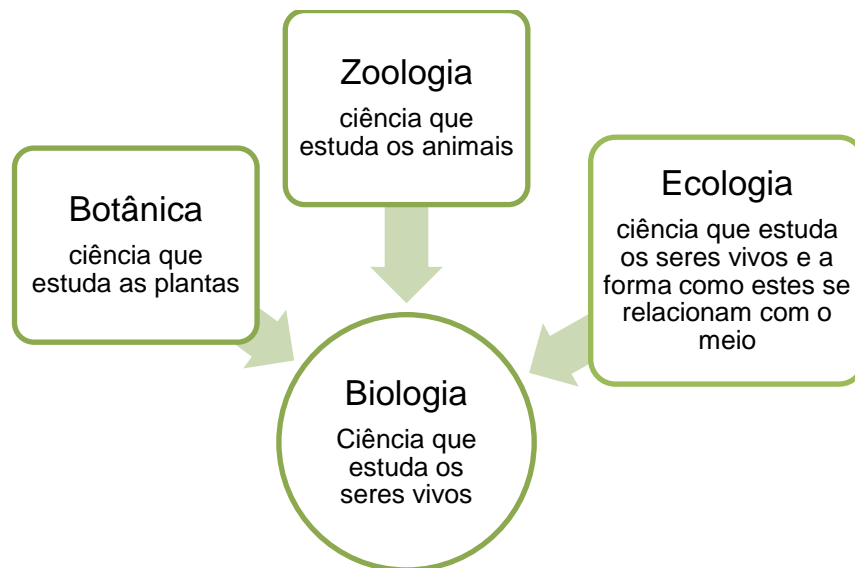 Zoologia
ciência que
estuda os animais
Botânica
ciência que
estuda as plantas
Ecologia
ciência que estuda
os seres vivos e a
forma como estes se
relacionam com o
meio
Biologia
Ciência que
estuda os
seres vivos